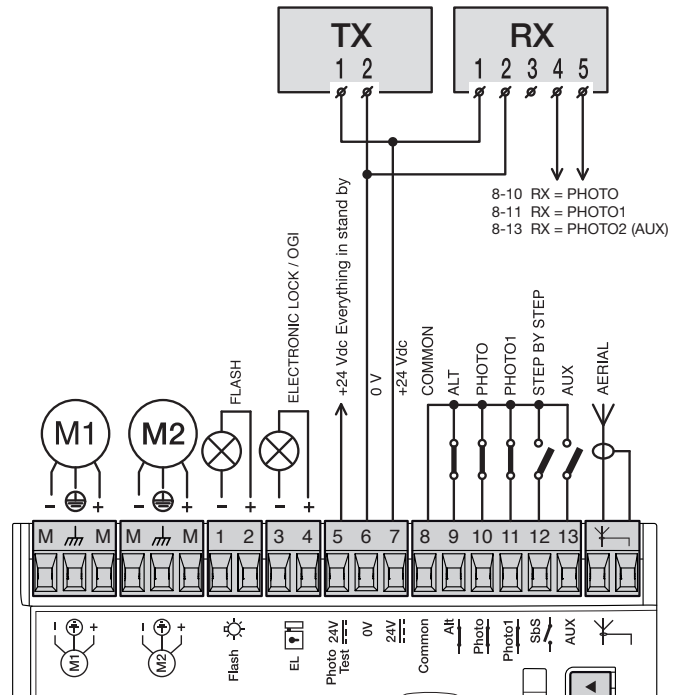 TX
RX
1 2
1 2 3 4 5
8-10 RX = PHOTO
8-11 RX = PHOTO1
8-13 RX = PHOTO2 (AUX)
FLASH
ELECTRONIC LOCK / OGI
+24 Vdc Everything in stand by
0 V
+24 Vdc
COMMON
ALT
PHOTO
PHOTO1
STEP BY STEP
AUX
AERIAL
M1
M2
- +
- +
- +
- +
M M
M M
1 2 3 4 5 6 7 8 9 10 11 12 13
- +
M1
- +
M2
Flash
EL
Photo 24V
Test
0V
24V
Common
Alt
Photo
Photo1
SbS
AUX